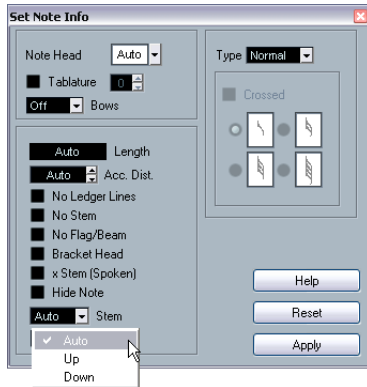 Set Note Info
Note Head Auto
Tablature 0
Off Bows
Auto Length
Auto Acc. Dist.
No Ledger Lines
No Stem
No Flag/Beam
Bracket Head
x Stem (Spoken)
Hide Note
Auto Stem
Auto
Up
Down
Type Normal
Crossed
Help
Reset
Apply